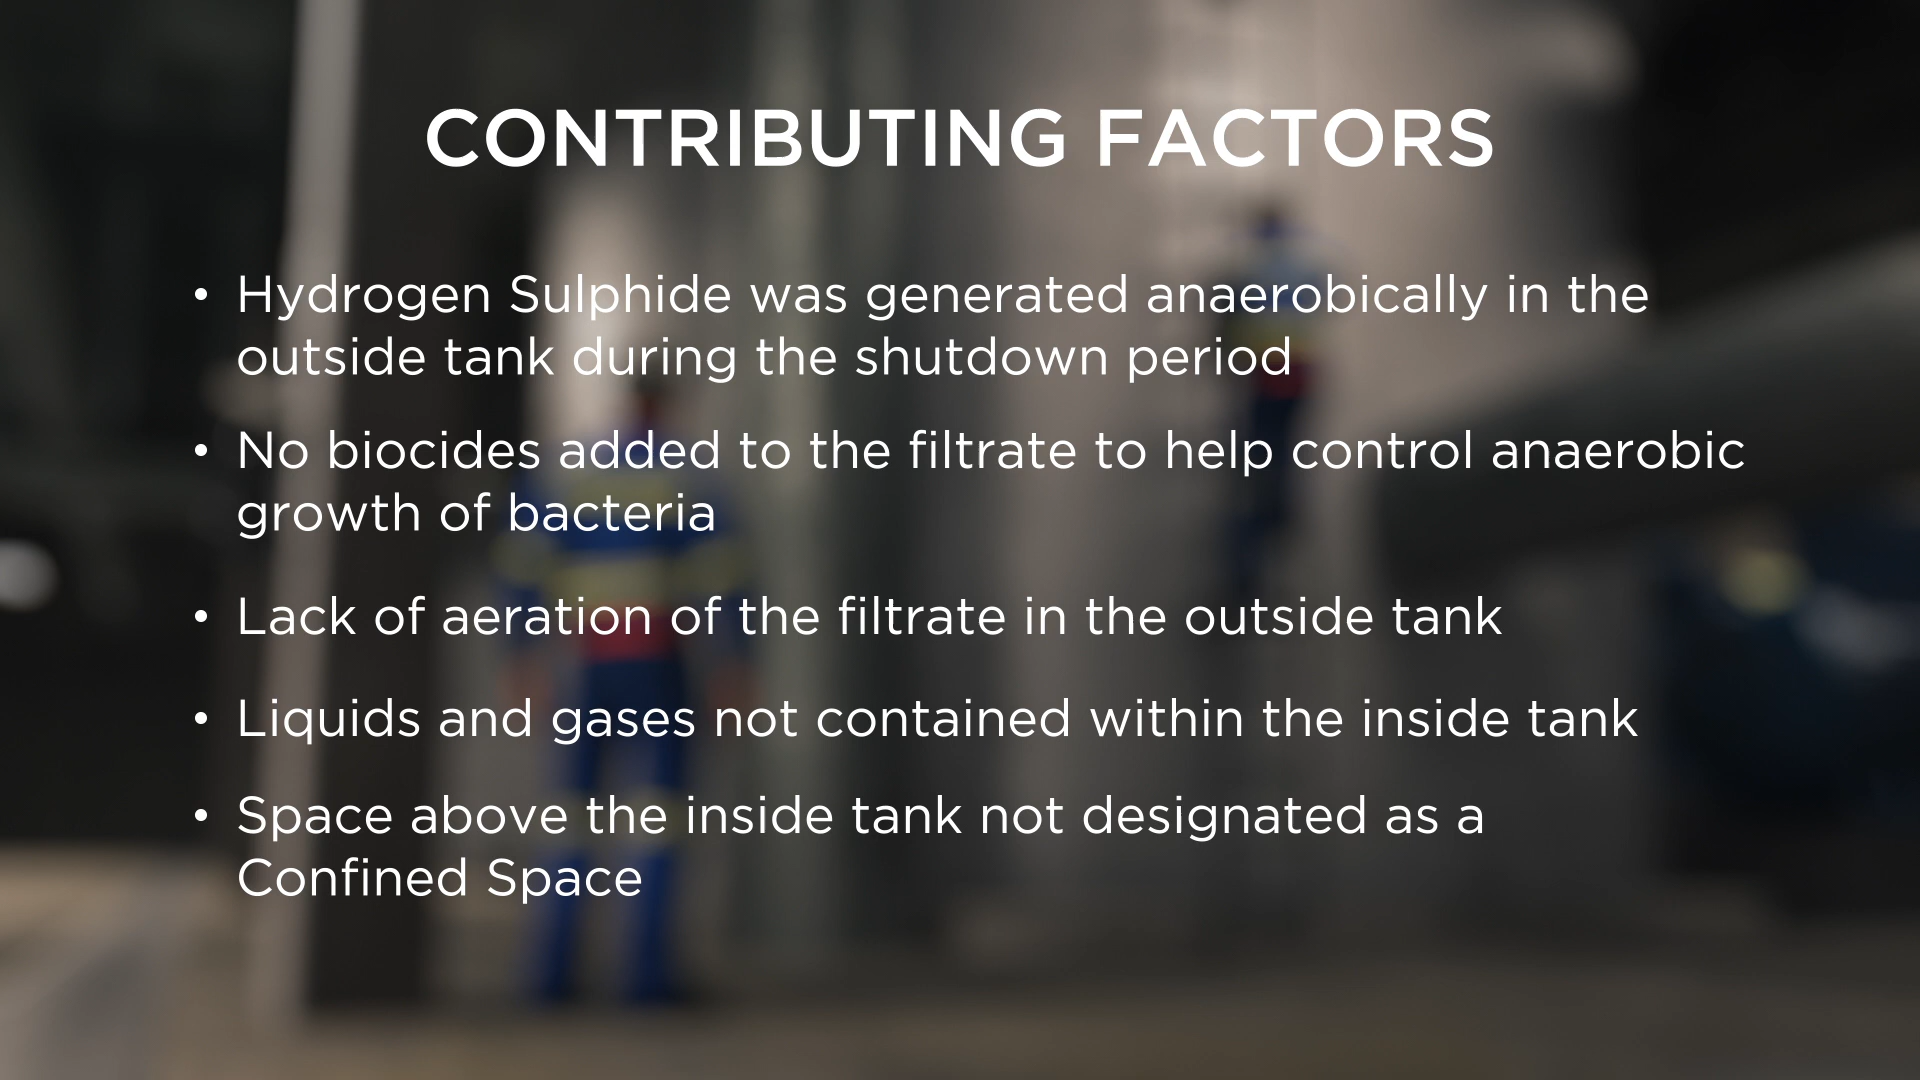 CONTRIBUTING FACTORS
• Hydrogen Sulphide was generated anaerobically in the
outside tank during the shutdown period
• No biocides added to the filtrate to help control anaerobic
growth of bacteria
• Lack of aeration of the filtrate in the outside tank
• Liquids and gases not contained within the inside tank
• Space above the inside tank not designated as a
Confined Space